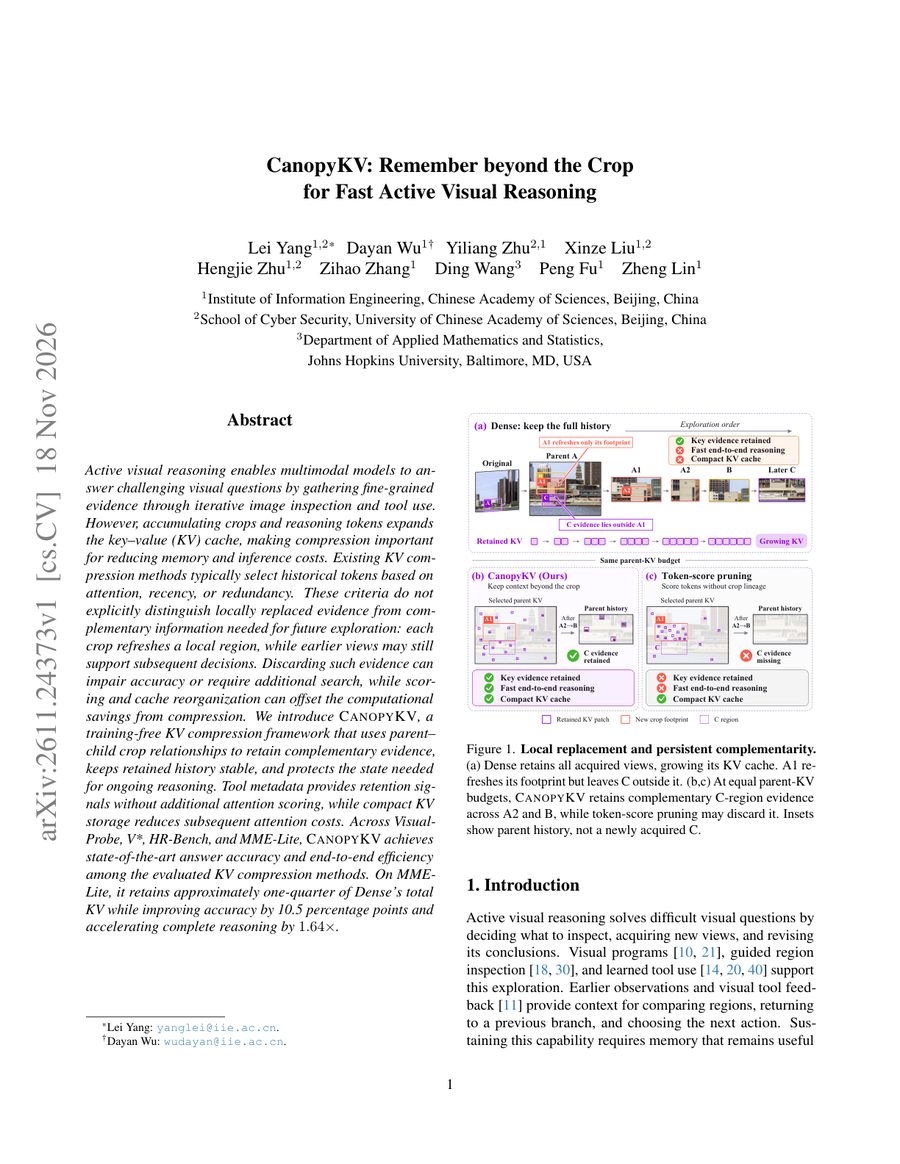 CanopyKV: Remember beyond the Crop
for Fast Active Visual Reasoning
Lei Yang1,2* Dayan Wu1† Yiliang Zhu2,1 Xinze Liu1,2
Hengjie Zhu1,2 Zihao Zhang1 Ding Wang3 Peng Fu1 Zheng Lin1
1Institute of Information Engineering, Chinese Academy of Sciences, Beijing, China
2School of Cyber Security, University of Chinese Academy of Sciences, Beijing, China
3Department of Applied Mathematics and Statistics,
Johns Hopkins University, Baltimore, MD, USA
arXiv:2611.24373v1 [cs.CV] 18 Nov 2026
Abstract
Active visual reasoning enables multimodal models to an-
swer challenging visual questions by gathering fine-grained
evidence through iterative image inspection and tool use.
However, accumulating crops and reasoning tokens expands
the key–value (KV) cache, making compression important
for reducing memory and inference costs. Existing KV com-
pression methods typically select historical tokens based on
attention, recency, or redundancy. These criteria do not
explicitly distinguish locally replaced evidence from com-
plementary information needed for future exploration: each
crop refreshes a local region, while earlier views may still
support subsequent decisions. Discarding such evidence can
impair accuracy or require additional search, while scor-
ing and cache reorganization can offset the computational
savings from compression. We introduce CANOPYKV, a
training-free KV compression framework that uses parent–
child crop relationships to retain complementary evidence,
keeps retained history stable, and protects the state needed
for ongoing reasoning. Tool metadata provides retention sig-
nals without additional attention scoring, while compact KV
storage reduces subsequent attention costs. Across Visual-
Probe, V*, HR-Bench, and MME-Lite, CANOPYKV achieves
state-of-the-art answer accuracy and end-to-end efficiency
among the evaluated KV compression methods. On MME-
Lite, it retains approximately one-quarter of Dense's total
KV while improving accuracy by 10.5 percentage points and
accelerating complete reasoning by 1.64×.
*Lei Yang: yanglei@iie.ac.cn.
†Dayan Wu: wudayan@iie.ac.cn.
(a) Dense: keep the full history
Exploration order
A1 refreshes only its footprint
Key evidence retained
Fast end-to-end reasoning
Compact KV cache
Original
Parent A
A1
A2
B
Later C
A
A1
C
A2
C evidence lies outside A1
Retained KV
Growing KV
Same parent-KV budget
(b) CanopyKV (Ours)
Keep context beyond the crop
Selected parent KV
A1
C
After
A2→B
Parent history
C evidence
retained
Key evidence retained
Fast end-to-end reasoning
Compact KV cache
(c) Token-score pruning
Score tokens without crop lineage
Selected parent KV
A1
C
After
A2→B
Parent history
C evidence
missing
Key evidence retained
Fast end-to-end reasoning
Compact KV cache
Retained KV patch
New crop footprint
C region
Figure 1. Local replacement and persistent complementarity.
(a) Dense retains all acquired views, growing its KV cache. A1 re-
freshes its footprint but leaves C outside it. (b,c) At equal parent-KV
budgets, CANOPYKV retains complementary C-region evidence
across A2 and B, while token-score pruning may discard it. Insets
show parent history, not a newly acquired C.
1. Introduction
Active visual reasoning solves difficult visual questions by
deciding what to inspect, acquiring new views, and revising
its conclusions. Visual programs [10, 21], guided region
inspection [18, 30], and learned tool use [14, 20, 40] support
this exploration. Earlier observations and visual tool feed-
back [11] provide context for comparing regions, returning
to a previous branch, and choosing the next action. Sus-
taining this capability requires memory that remains useful
1